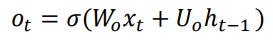 o_t = σ(W_o x_t + U_o h_{t−1})